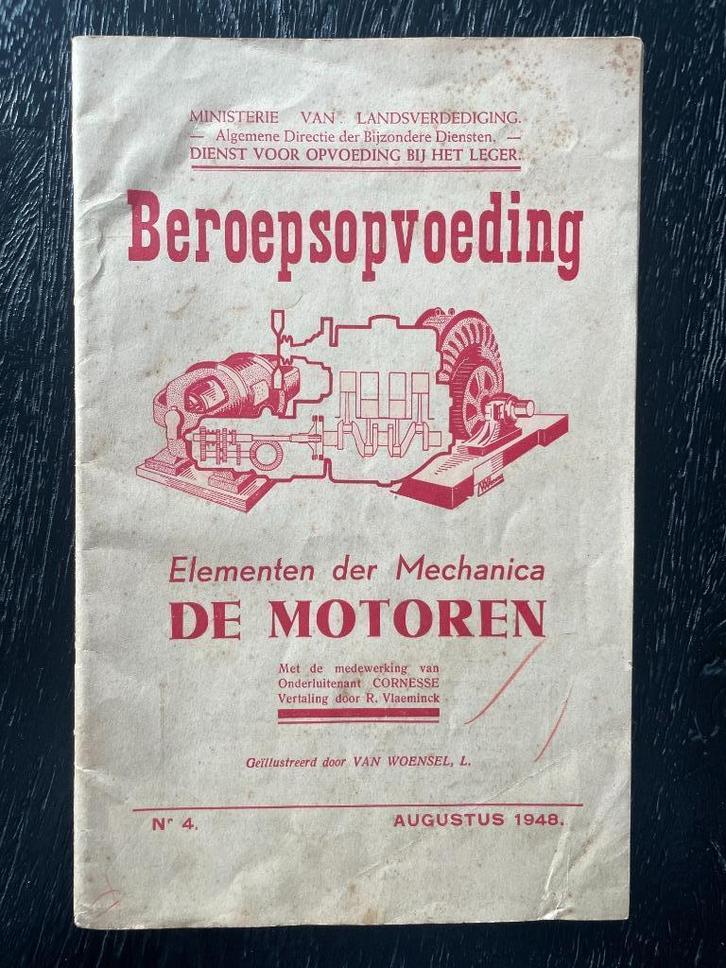 MINISTERIE VAN LANDSVERDEDIGING.
— Algemene Directie der Bijzondere Diensten. —
DIENST VOOR OPVOEDING BIJ HET LEGER.
Beroepsopvoeding
Elementen der Mechanica
DE MOTOREN
Met de medewerking van
Onderluitenant CORNESSE
Vertaling door R. Vlaeminck
Geïllustreerd door VAN WOENSEL, L.
Nr 4.
AUGUSTUS 1948.